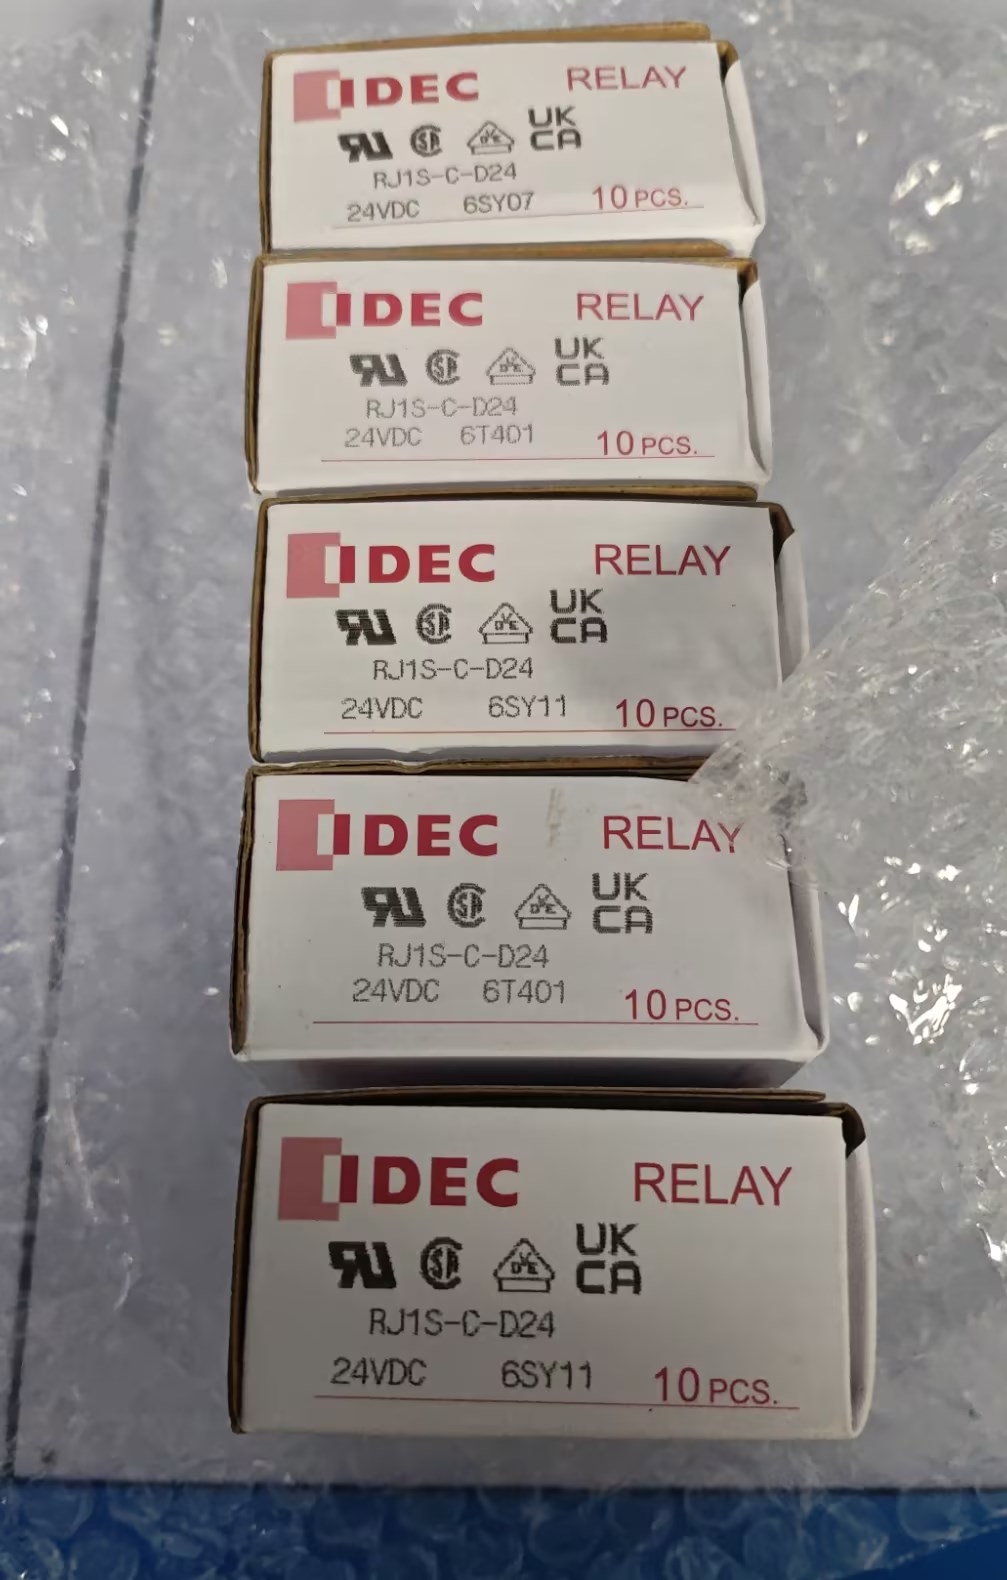 IDEC RELAY
UK
CA
RJ1S-C-D24
24VDC 6SY07 10 PCS.
IDEC RELAY
UK
CA
RJ1S-C-D24
24VDC 6T401 10 PCS.
IDEC RELAY
UK
CA
RJ1S-C-D24
24VDC 6SY11 10 PCS.
IDEC RELAY
UK
CA
RJ1S-C-D24
24VDC 6T401 10 PCS.
IDEC RELAY
UK
CA
RJ1S-C-D24
24VDC 6SY11 10 PCS.